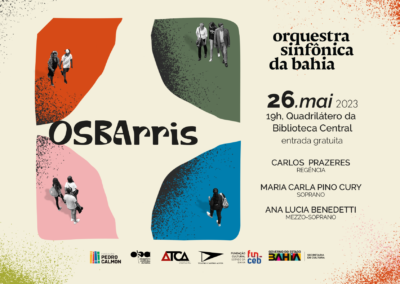 orquestra
sinfônica
da bahia
26.mai 2023
19h, Quadrilátero da
Biblioteca Central
entrada gratuita
OSBArris
CARLOS PRAZERES
REGÊNCIA
MARIA CARLA PINO CURY
SOPRANO
ANA LUCIA BENEDETTI
MEZZO-SOPRANO
PEDRO
CALMON
ATCA
funceb
BAHIA